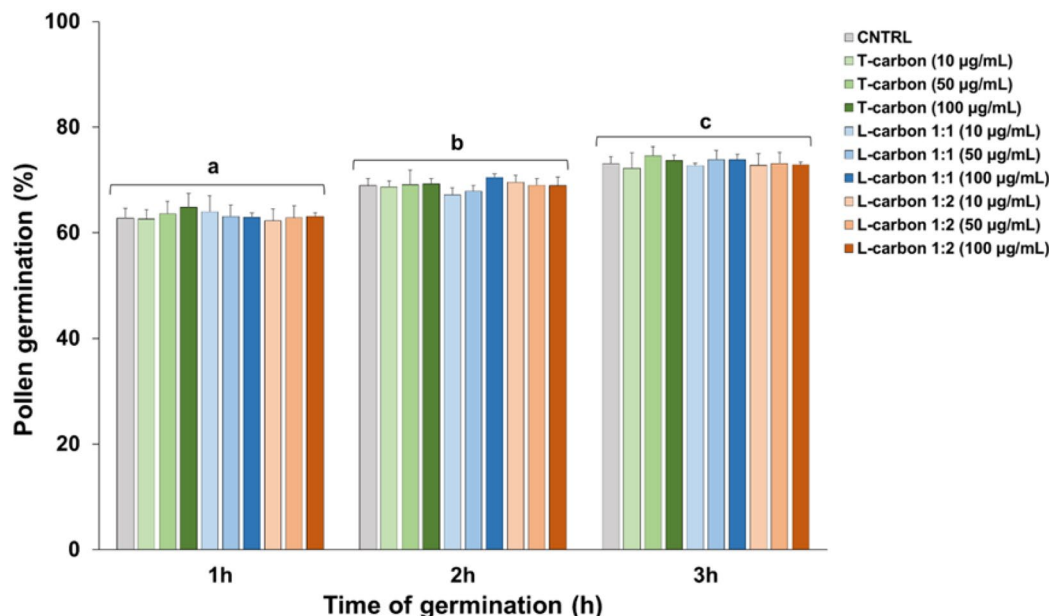 100
80
60
40
20
0
Pollen germination (%)
a
b
c
1h
2h
3h
Time of germination (h)
CNTRL
T-carbon (10 µg/mL)
T-carbon (50 µg/mL)
T-carbon (100 µg/mL)
L-carbon 1:1 (10 µg/mL)
L-carbon 1:1 (50 µg/mL)
L-carbon 1:1 (100 µg/mL)
L-carbon 1:2 (10 µg/mL)
L-carbon 1:2 (50 µg/mL)
L-carbon 1:2 (100 µg/mL)